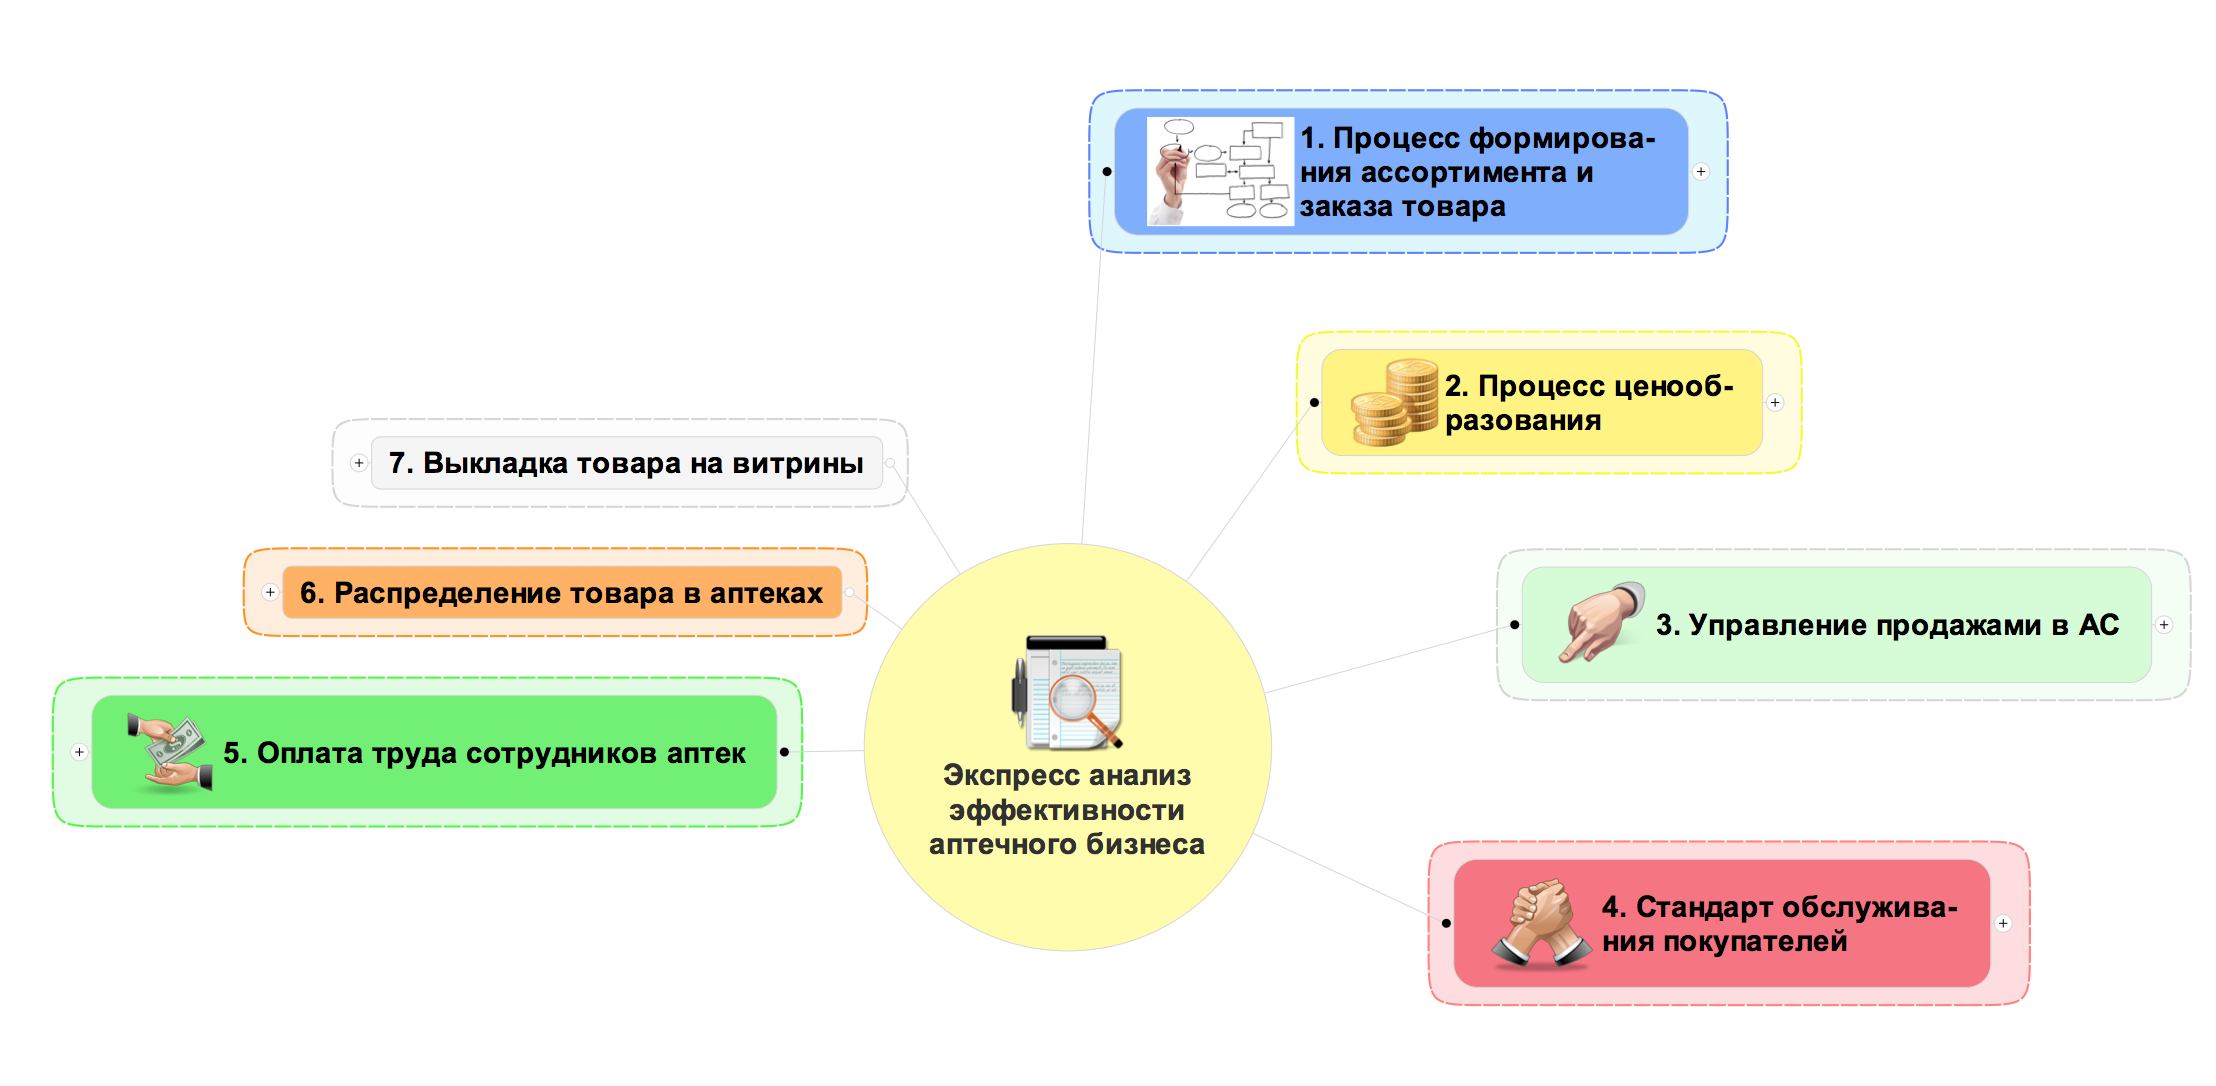 1. Процесс формирова-
ния ассортимента и
заказа товара
2. Процесс ценооб-
разования
3. Управление продажами в АС
4. Стандарт обслужива-
ния покупателей
5. Оплата труда сотрудников аптек
6. Распределение товара в аптеках
7. Выкладка товара на витрины
Экспресс анализ
эффективности
аптечного бизнеса